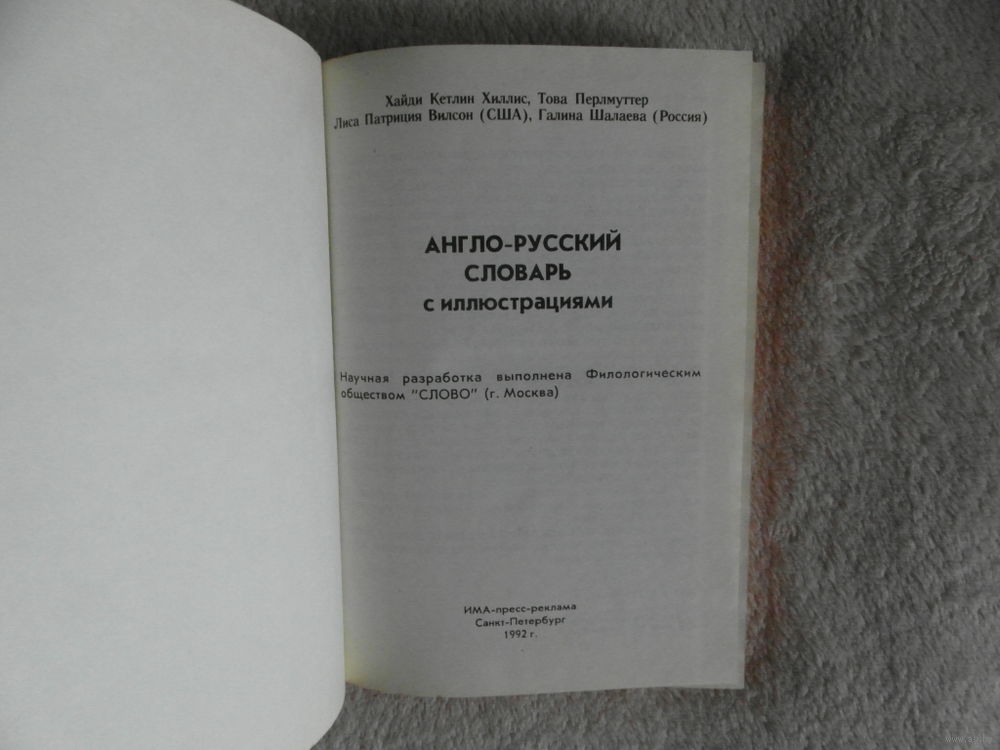 Хайди Кетлин Хиллис, Това Перлмуттер
Лиса Патриция Вилсон (США), Галина Шалаева (Россия)
АНГЛО-РУССКИЙ
СЛОВАРЬ
с иллюстрациями
Научная разработка выполнена Филологическим
обществом "СЛОВО" (г. Москва)
ИМА-пресс-реклама
Санкт-Петербург
1992 г.